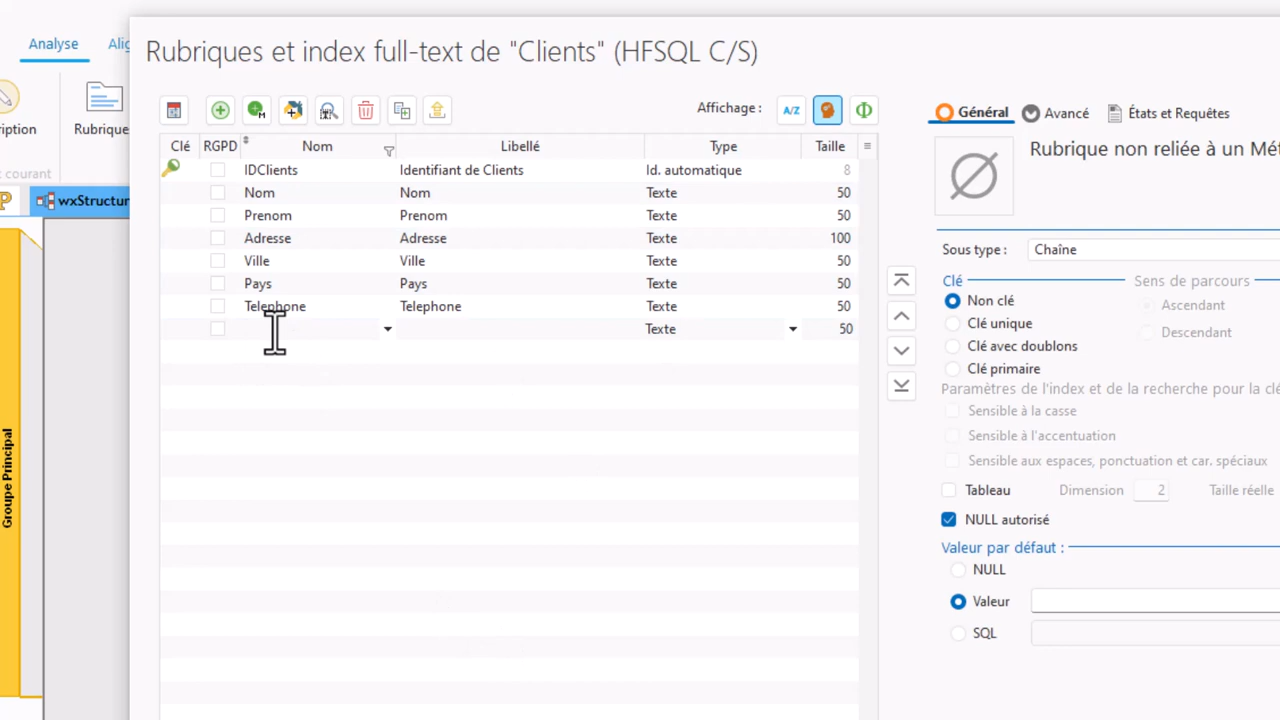 Analyse
Rubriques et index full-text de "Clients" (HFSQL C/S)
Rubrique
Affichage :
A/Z
M
Général
Avancé
États et Requêtes
Clé
RGPD
Nom
Libellé
Type
Taille
Rubrique non reliée à un
IDClients
Identifiant de Clients
Id. automatique
8
Nom
Nom
Texte
50
Prenom
Prenom
Texte
50
Adresse
Adresse
Texte
100
Ville
Ville
Texte
50
Pays
Pays
Texte
50
Telephone
Telephone
Texte
50
Texte
50
Sous type :
Chaîne
Clé
Sens de parcours
Non clé
Ascendant
Clé unique
Descendant
Clé avec doublons
Clé primaire
Paramètres de l'index et de la recherche pour la clé
Sensible à la casse
Sensible à l'accentuation
Sensible aux espaces, ponctuation et car. spéciaux
Tableau
Dimension
2
Taille réelle
NULL autorisé
Valeur par défaut :
NULL
Valeur
SQL
courant
wxStructur
Groupe Principal